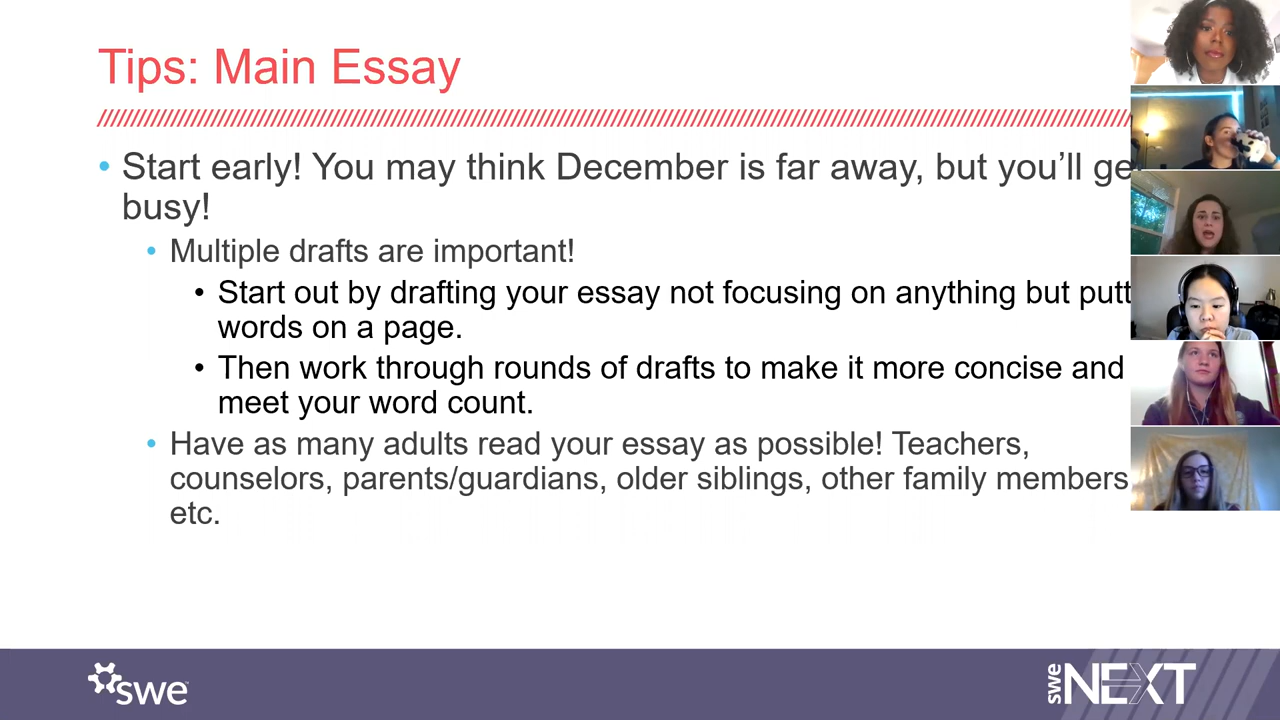 Tips: Main Essay
• Start early! You may think December is far away, but you’ll ge
busy!
• Multiple drafts are important!
• Start out by drafting your essay not focusing on anything but putt
words on a page.
• Then work through rounds of drafts to make it more concise and
meet your word count.
• Have as many adults read your essay as possible! Teachers,
counselors, parents/guardians, older siblings, other family members
etc.
swe
swe NEXT